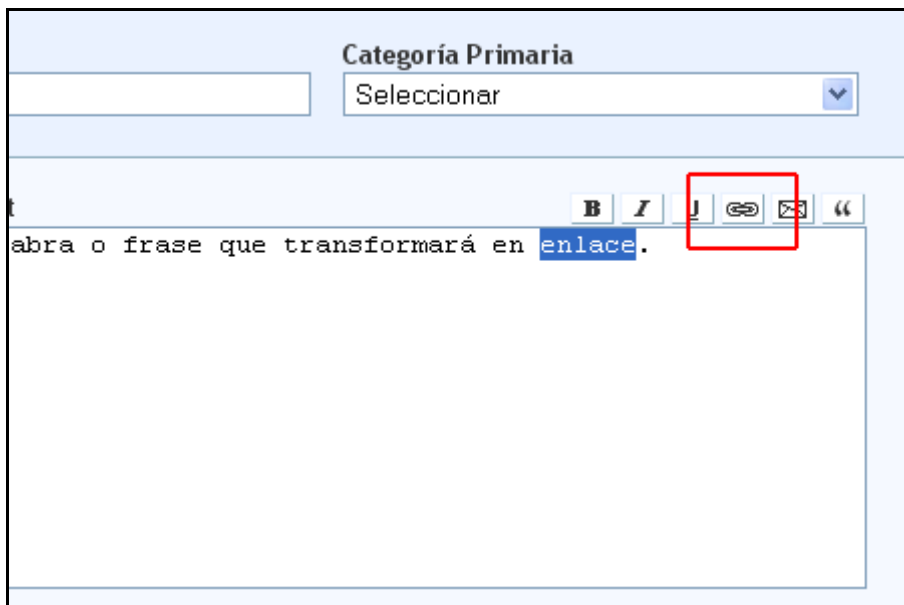 Categoría Primaria
Seleccionar
t
B I U “
abra o frase que transformará en enlace.